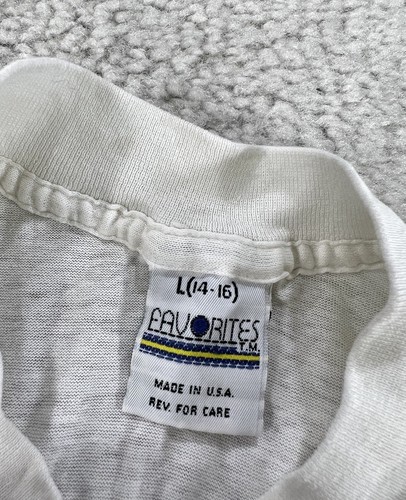 L(14-16)
FAVORITES
T.M.
MADE IN U.S.A.
REV. FOR CARE